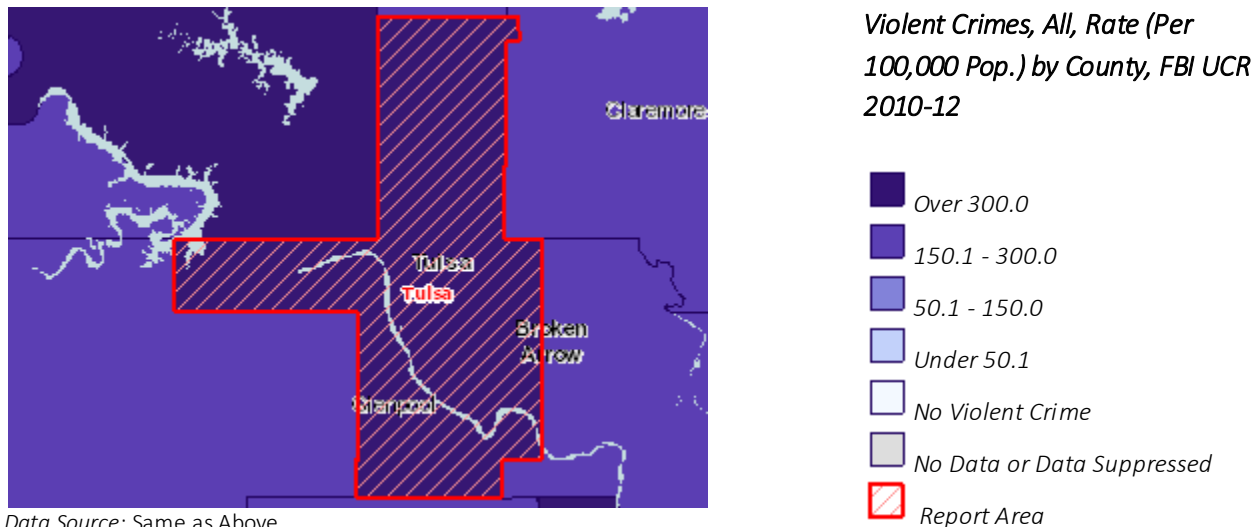 Violent Crimes, All, Rate (Per
100,000 Pop.) by County, FBI UCR
2010-12
Claremore
Tulsa
Tulsa
Broken
Arrow
Glenpool
Over 300.0
150.1 - 300.0
50.1 - 150.0
Under 50.1
No Violent Crime
No Data or Data Suppressed
Report Area
Data Source: Same as Above